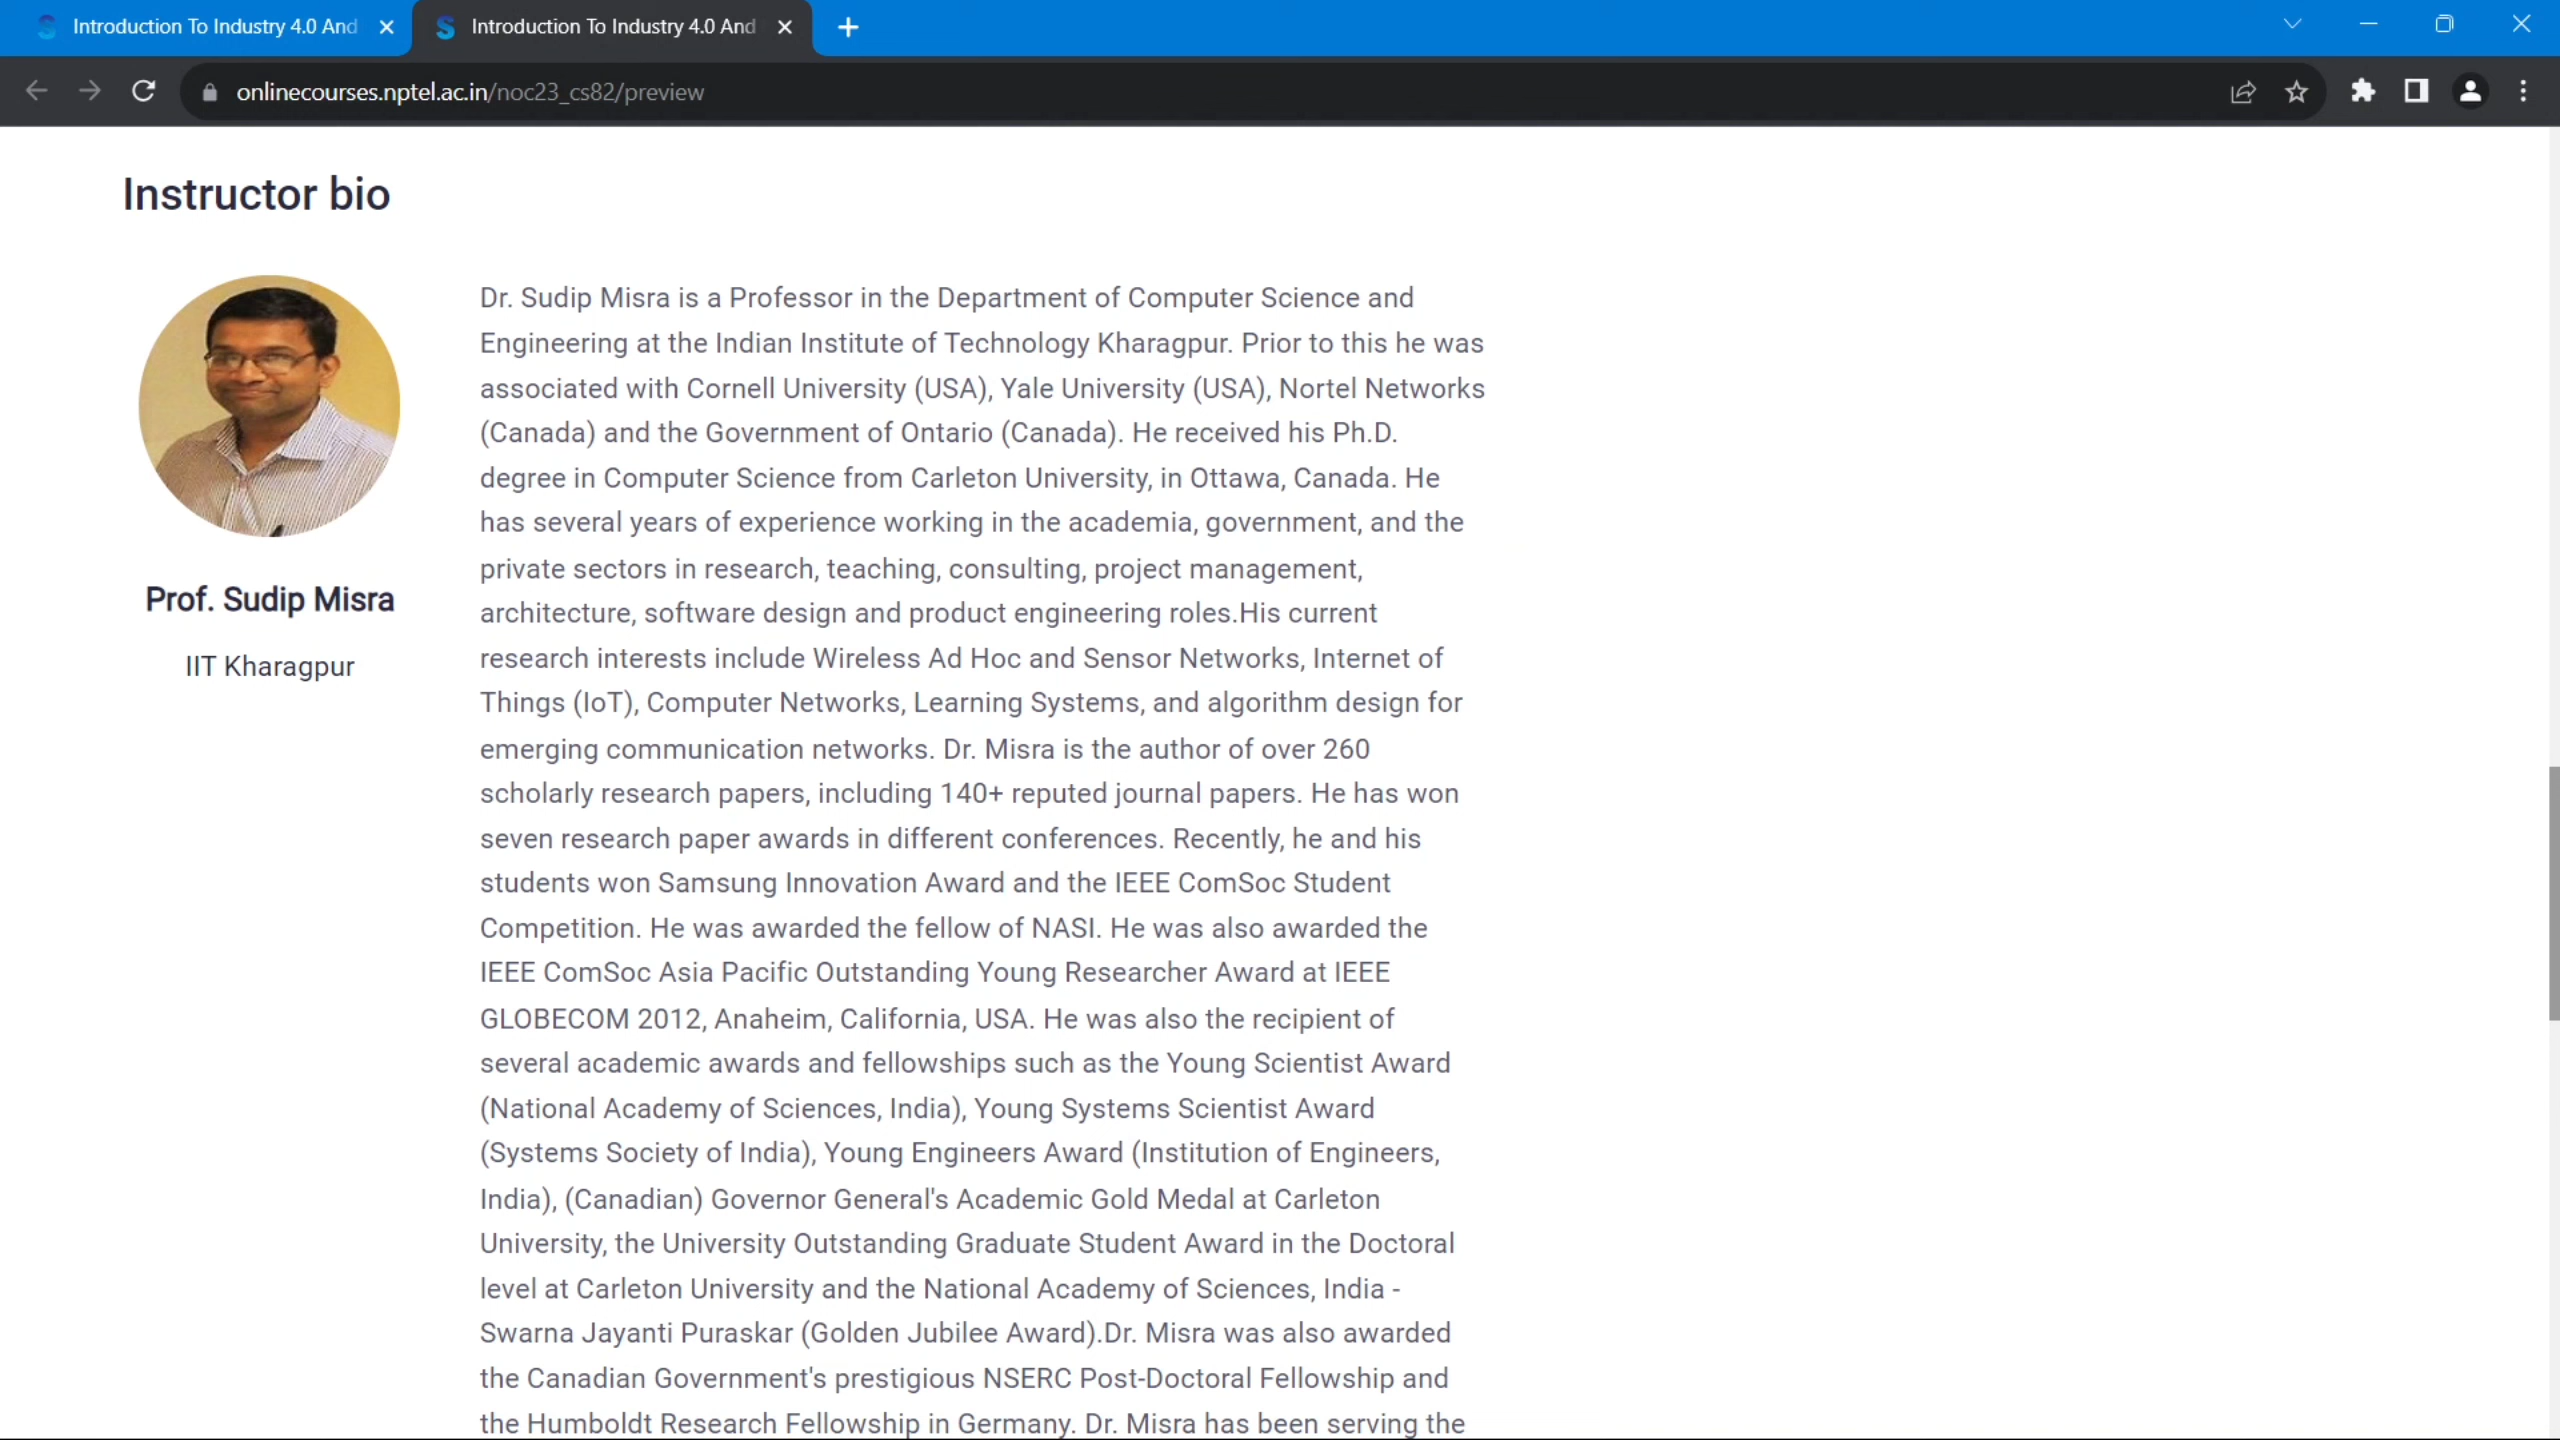 Introduction To Industry 4.0 And
Introduction To Industry 4.0 And
onlinecourses.nptel.ac.in/noc23_cs82/preview
Instructor bio
Prof. Sudip Misra
IIT Kharagpur
Dr. Sudip Misra is a Professor in the Department of Computer Science and
Engineering at the Indian Institute of Technology Kharagpur. Prior to this he was
associated with Cornell University (USA), Yale University (USA), Nortel Networks
(Canada) and the Government of Ontario (Canada). He received his Ph.D.
degree in Computer Science from Carleton University, in Ottawa, Canada. He
has several years of experience working in the academia, government, and the
private sectors in research, teaching, consulting, project management,
architecture, software design and product engineering roles.His current
research interests include Wireless Ad Hoc and Sensor Networks, Internet of
Things (IoT), Computer Networks, Learning Systems, and algorithm design for
emerging communication networks. Dr. Misra is the author of over 260
scholarly research papers, including 140+ reputed journal papers. He has won
seven research paper awards in different conferences. Recently, he and his
students won Samsung Innovation Award and the IEEE ComSoc Student
Competition. He was awarded the fellow of NASI. He was also awarded the
IEEE ComSoc Asia Pacific Outstanding Young Researcher Award at IEEE
GLOBECOM 2012, Anaheim, California, USA. He was also the recipient of
several academic awards and fellowships such as the Young Scientist Award
(National Academy of Sciences, India), Young Systems Scientist Award
(Systems Society of India), Young Engineers Award (Institution of Engineers,
India), (Canadian) Governor General's Academic Gold Medal at Carleton
University, the University Outstanding Graduate Student Award in the Doctoral
level at Carleton University and the National Academy of Sciences, India -
Swarna Jayanti Puraskar (Golden Jubilee Award).Dr. Misra was also awarded
the Canadian Government's prestigious NSERC Post-Doctoral Fellowship and
the Humboldt Research Fellowship in Germany. Dr. Misra has been serving the